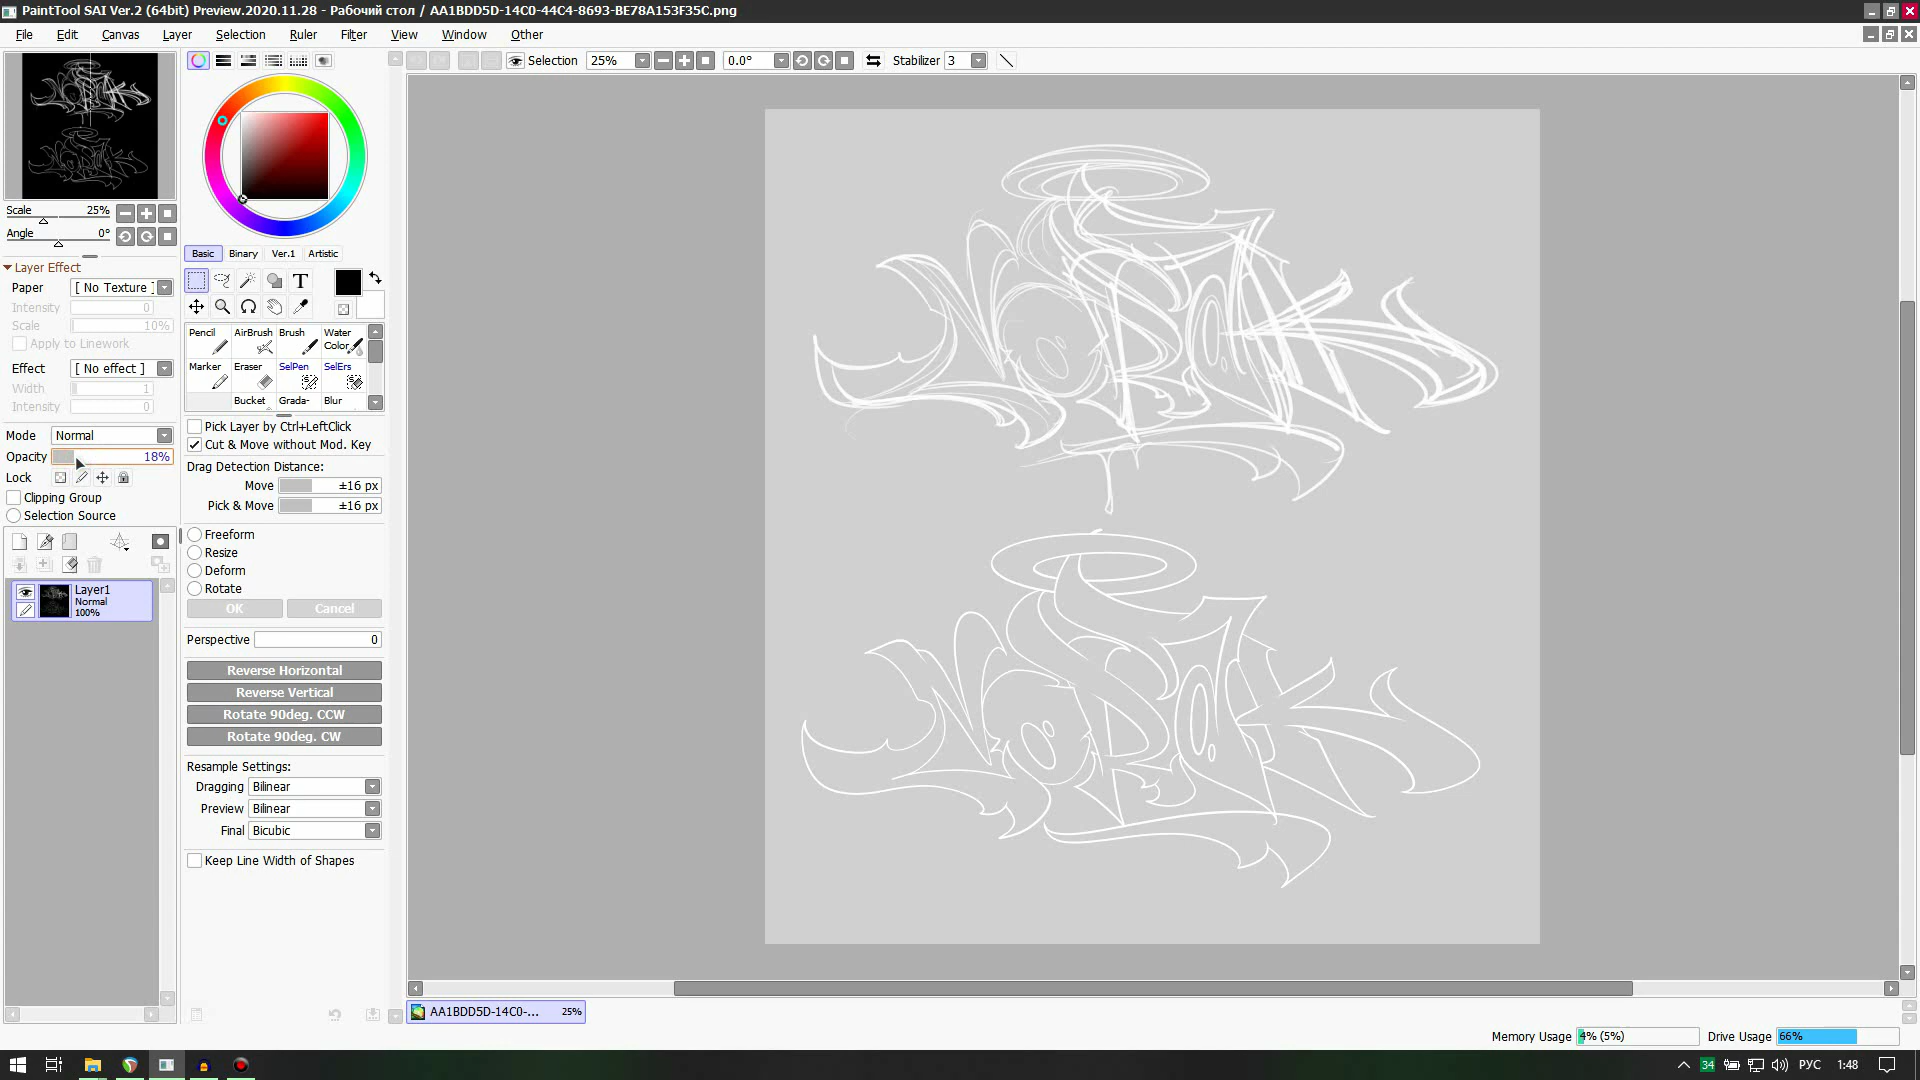 PaintTool SAI Ver.2 (64bit) Preview.2020.11.28 - Рабочий стол / AA1BDD5D-14C0-44C4-8693-BE78A153F35C.png
File Edit Canvas Layer Selection Ruler Filter View Window Other
Selection 25% 0.0° Stabilizer 3
Scale 25%
Angle 0°
Layer Effect
Paper [ No Texture ]
Intensity 0
Scale 10%
Apply to Linework
Effect [ No effect ]
Width 1
Intensity 0
Mode Normal
Opacity 18%
Lock
Clipping Group
Selection Source
Layer1
Normal
100%
Basic Binary Ver.1 Artistic
T
Pencil AirBrush Brush Water
Color
Marker Eraser SelPen SelErs
Bucket Grada- Blur
Pick Layer by Ctrl+LeftClick
Cut & Move without Mod. Key
Drag Detection Distance:
Move ±16 px
Pick & Move ±16 px
Freeform
Resize
Deform
Rotate
OK Cancel
Perspective 0
Reverse Horizontal
Reverse Vertical
Rotate 90deg. CCW
Rotate 90deg. CW
Resample Settings:
Dragging Bilinear
Preview Bilinear
Final Bicubic
Keep Line Width of Shapes
AA1BDD5D-14C0-... 25%
Memory Usage 4% (5%) Drive Usage 66%
34 РУС 1:48